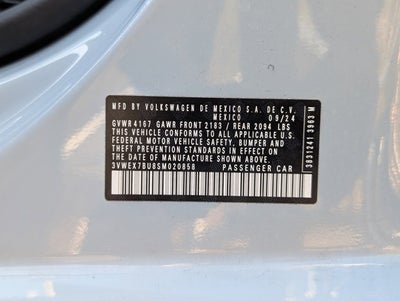 MFD BY VOLKSWAGEN DE MEXICO S.A. DE C.V.
MEXICO 09/24
GVWR 4167 GAWR FRONT 2183 / REAR 2094 LBS
THIS VEHICLE CONFORMS TO ALL APPLICABLE U.S.
FEDERAL MOTOR VEHICLE SAFETY, BUMPER AND
THEFT PREVENTION STANDARDS IN EFFECT ON
THE DATE OF MANUFACTURE SHOWN ABOVE.
3VWEX7BU8SM020858 PASSENGER CAR
3831241 3963 M